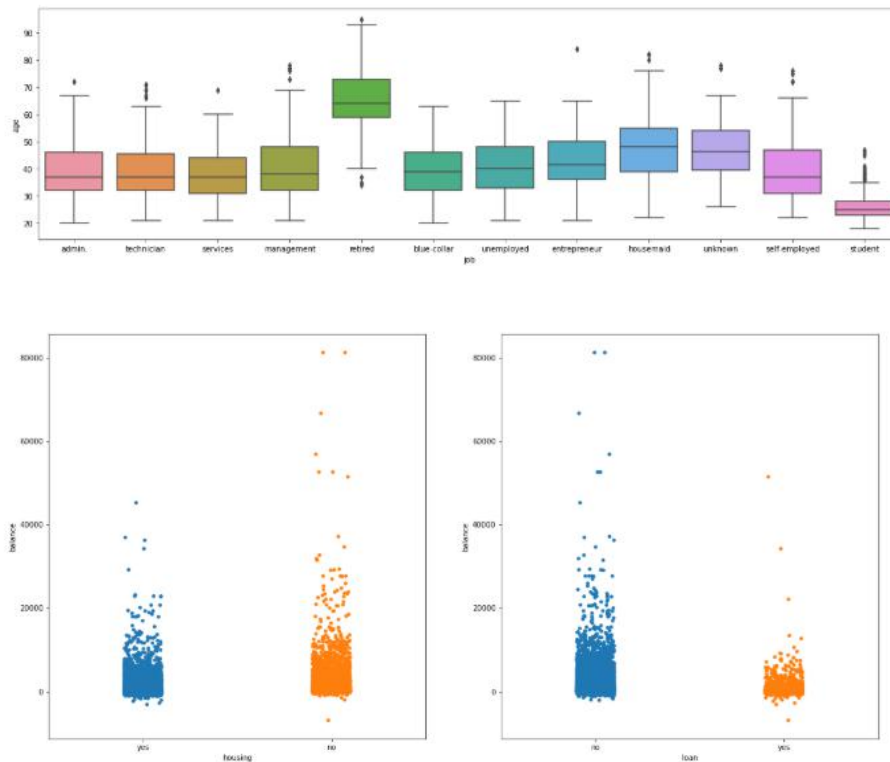 90
80
70
60
50
40
30
20
age
admin. technician services management retired blue-collar unemployed entrepreneur housemaid unknown self-employed student
job
80000
60000
40000
20000
0
balance
yes no
housing
80000
60000
40000
20000
0
balance
no yes
loan